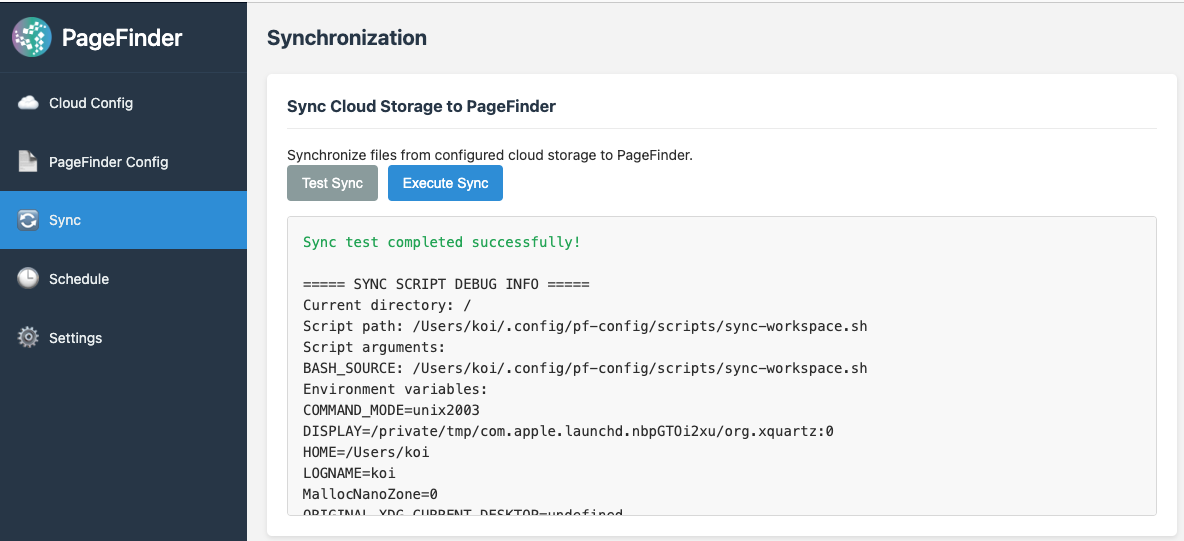 PageFinder
Cloud Config
PageFinder Config
Sync
Schedule
Settings
Synchronization
Sync Cloud Storage to PageFinder
Synchronize files from configured cloud storage to PageFinder.
Test Sync
Execute Sync
Sync test completed successfully!
===== SYNC SCRIPT DEBUG INFO =====
Current directory: /
Script path: /Users/koi/.config/pf-config/scripts/sync-workspace.sh
Script arguments:
BASH_SOURCE: /Users/koi/.config/pf-config/scripts/sync-workspace.sh
Environment variables:
COMMAND_MODE=unix2003
DISPLAY=/private/tmp/com.apple.launchd.nbpGTOi2xu/org.xquartz:0
HOME=/Users/koi
LOGNAME=koi
MallocNanoZone=0
ORIGINAL_XDG_CURRENT_DESKTOP=undefined